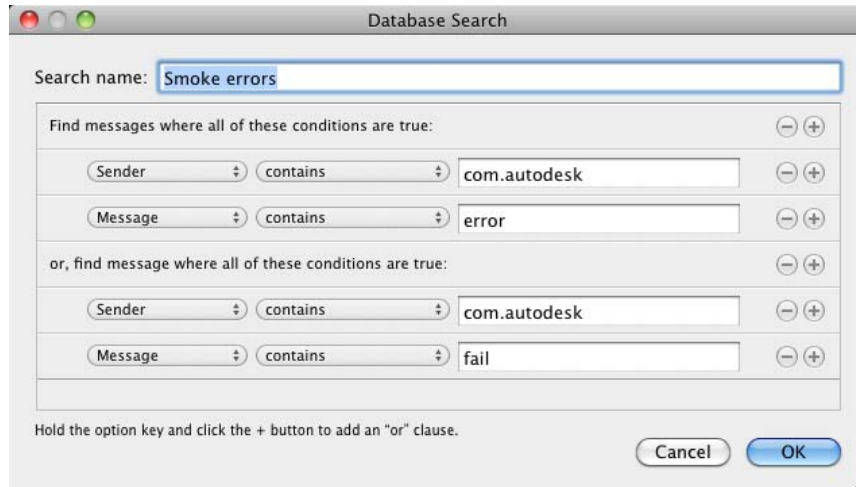 Database Search
Search name: Smoke errors
Find messages where all of these conditions are true:
Sender contains com.autodesk
Message contains error
or, find message where all of these conditions are true:
Sender contains com.autodesk
Message contains fail
Hold the option key and click the + button to add an “or” clause.
Cancel OK